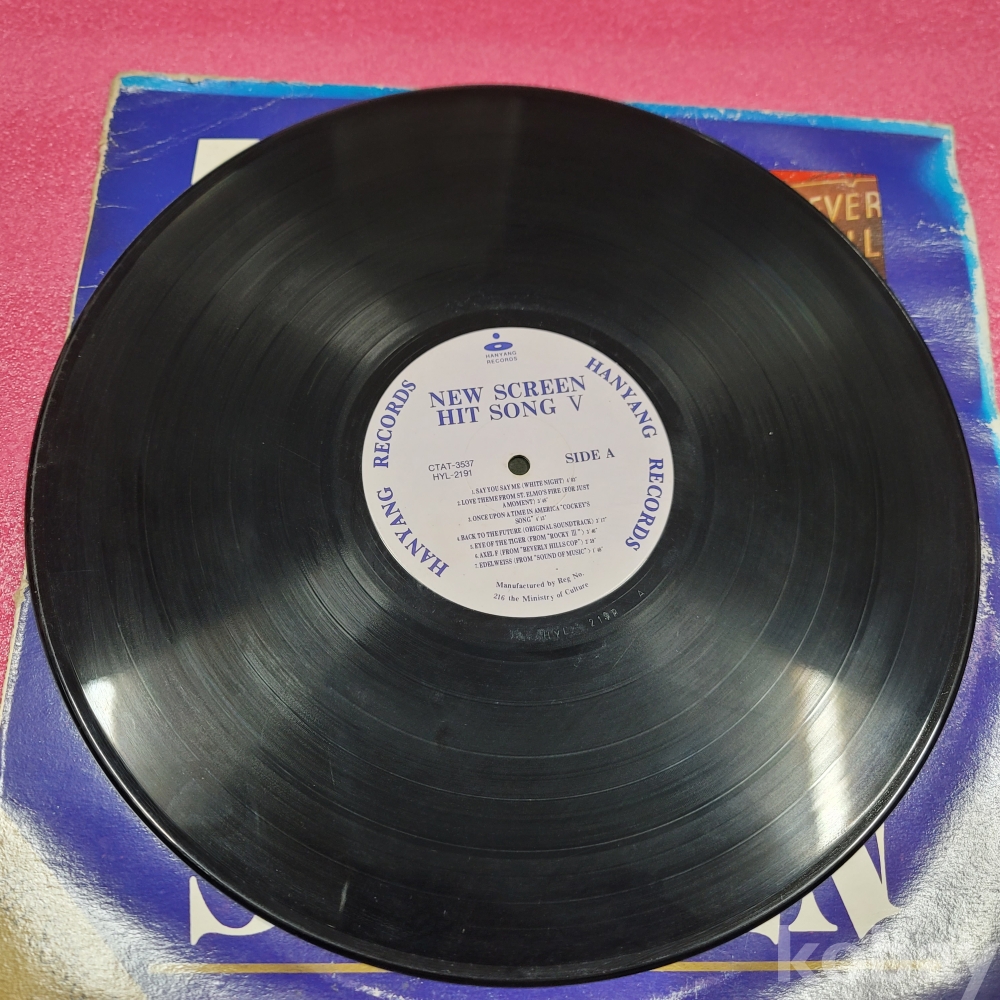 EVER
HANYANG
RECORDS
NEW SCREEN
HIT SONG V
HANYANG RECORDS
HANYANG RECORDS
CTAT-3537
HYL-2191
SIDE A
1. SAY YOU SAY ME (WHITE NIGHT)
2. LOVE THEME FROM ST. ELMO'S FIRE (FOR JUST
A MOMENT)
3. ONCE UPON A TIME IN AMERICA "COCKEY'S
SONG"
4. BACK TO THE FUTURE (ORIGINAL SOUNDTRACK)
5. EYE OF THE TIGER (FROM "ROCKY III")
6. AXEL F (FROM "BEVERLY HILLS COP")
7. EDELWEISS (FROM "SOUND OF MUSIC")
Manufactured by Reg No.
216 the Ministry of Culture